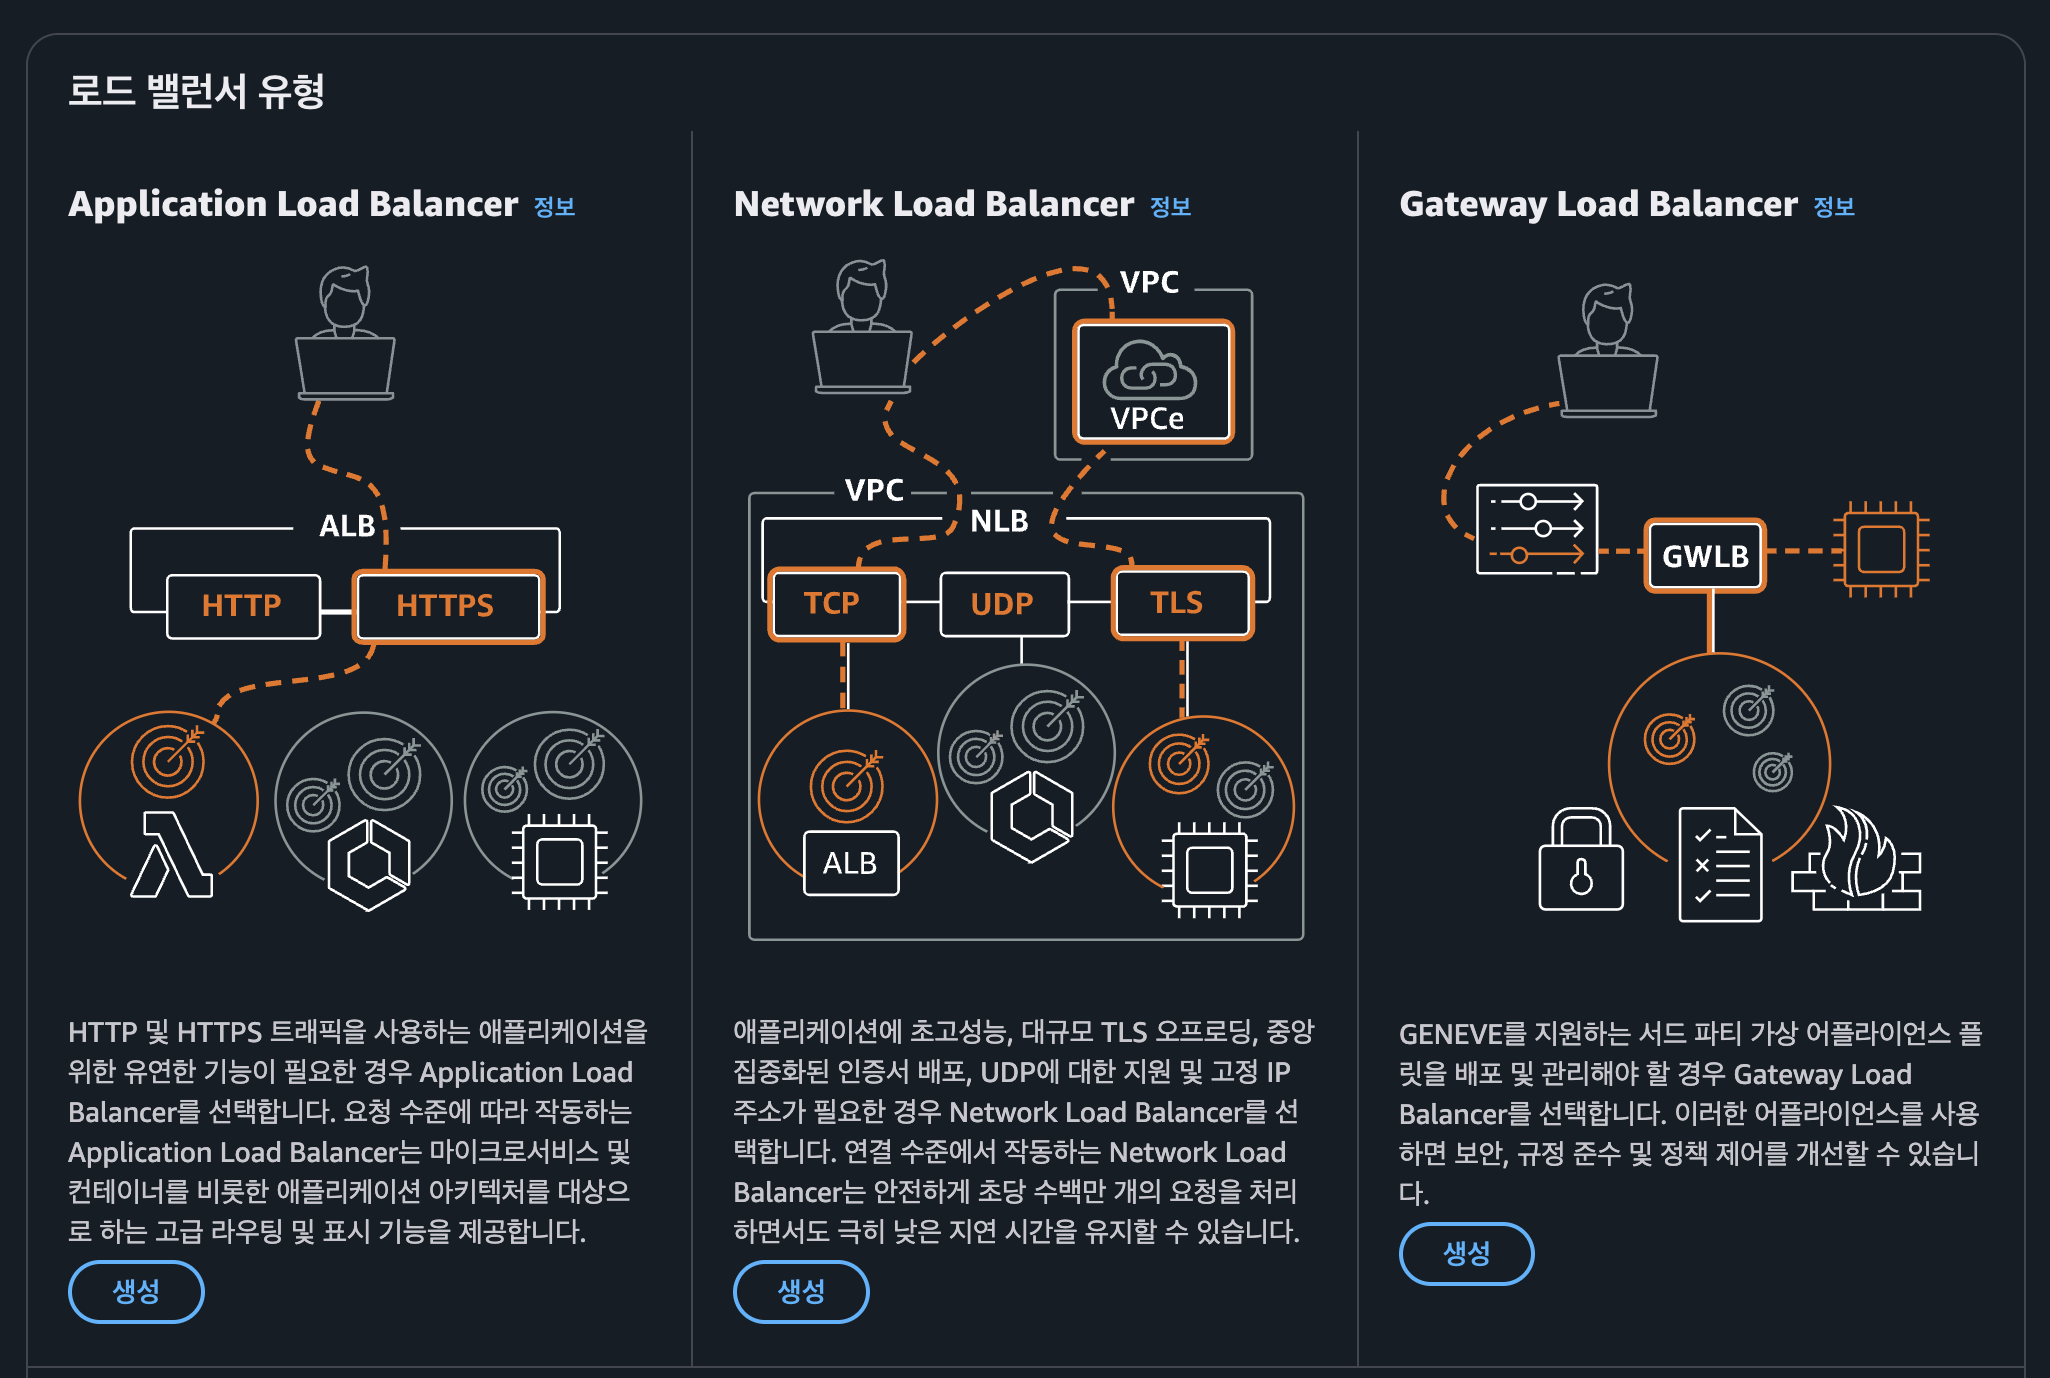 로드 밸런서 유형
Application Load Balancer 정보
ALB
HTTP
HTTPS
HTTP 및 HTTPS 트래픽을 사용하는 애플리케이션을
위한 유연한 기능이 필요한 경우 Application Load
Balancer를 선택합니다. 요청 수준에 따라 작동하는
Application Load Balancer는 마이크로서비스 및
컨테이너를 비롯한 애플리케이션 아키텍처를 대상으
로 하는 고급 라우팅 및 표시 기능을 제공합니다.
생성
Network Load Balancer 정보
VPC
VPCe
VPC
NLB
TCP
UDP
TLS
ALB
애플리케이션에 초고성능, 대규모 TLS 오프로딩, 중앙
집중화된 인증서 배포, UDP에 대한 지원 및 고정 IP
주소가 필요한 경우 Network Load Balancer를 선
택합니다. 연결 수준에서 작동하는 Network Load
Balancer는 안전하게 초당 수백만 개의 요청을 처리
하면서도 극히 낮은 지연 시간을 유지할 수 있습니다.
생성
Gateway Load Balancer 정보
GWLB
GENEVE를 지원하는 서드 파티 가상 어플라이언스 플
릿을 배포 및 관리해야 할 경우 Gateway Load
Balancer를 선택합니다. 이러한 어플라이언스를 사용
하면 보안, 규정 준수 및 정책 제어를 개선할 수 있습니
다.
생성